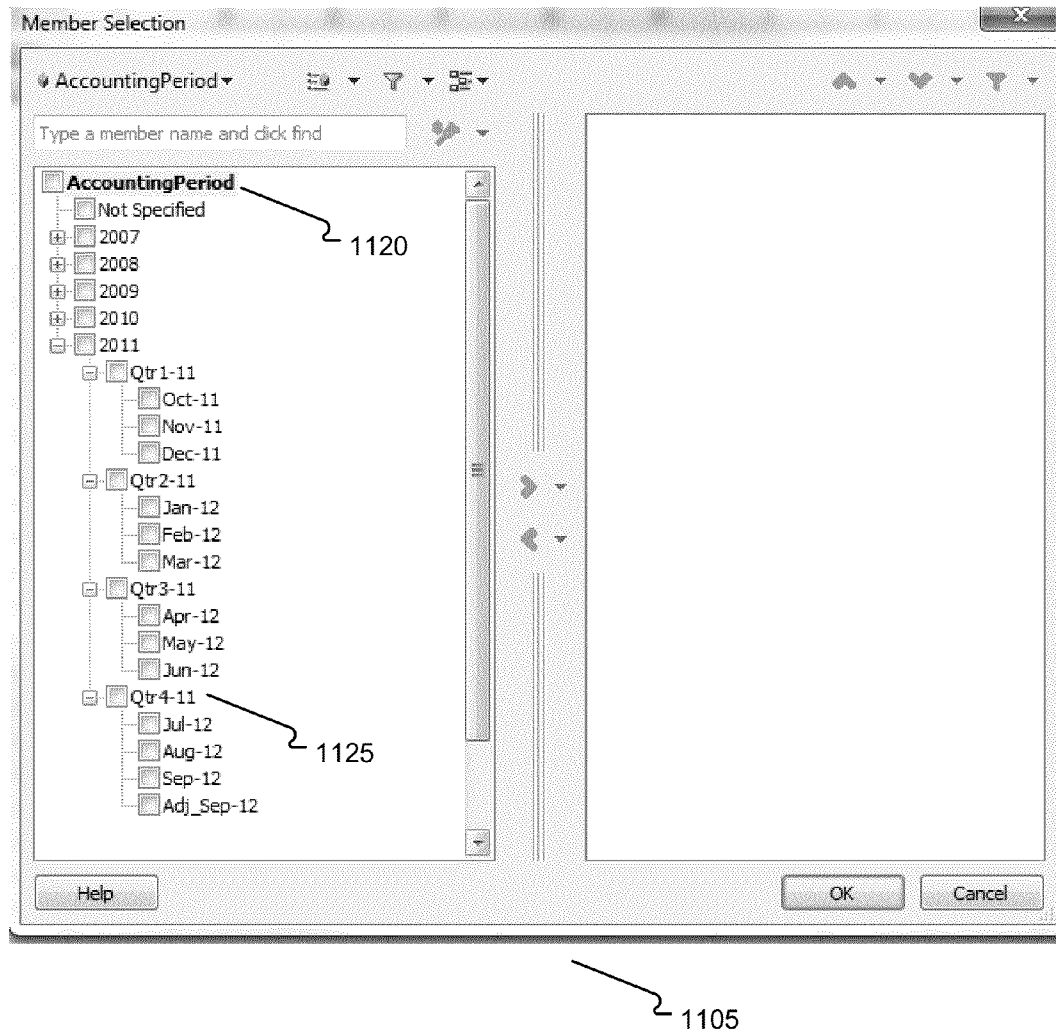 Member Selection
AccountingPeriod
Type a member name and click find
AccountingPeriod
Not Specified
2007
1120
2008
2009
2010
2011
Qtr1-11
Oct-11
Nov-11
Dec-11
Qtr2-11
Jan-12
Feb-12
Mar-12
Qtr3-11
Apr-12
May-12
Jun-12
Qtr4-11
Jul-12
Aug-12
1125
Sep-12
Adj_Sep-12
Help
OK
Cancel
1105